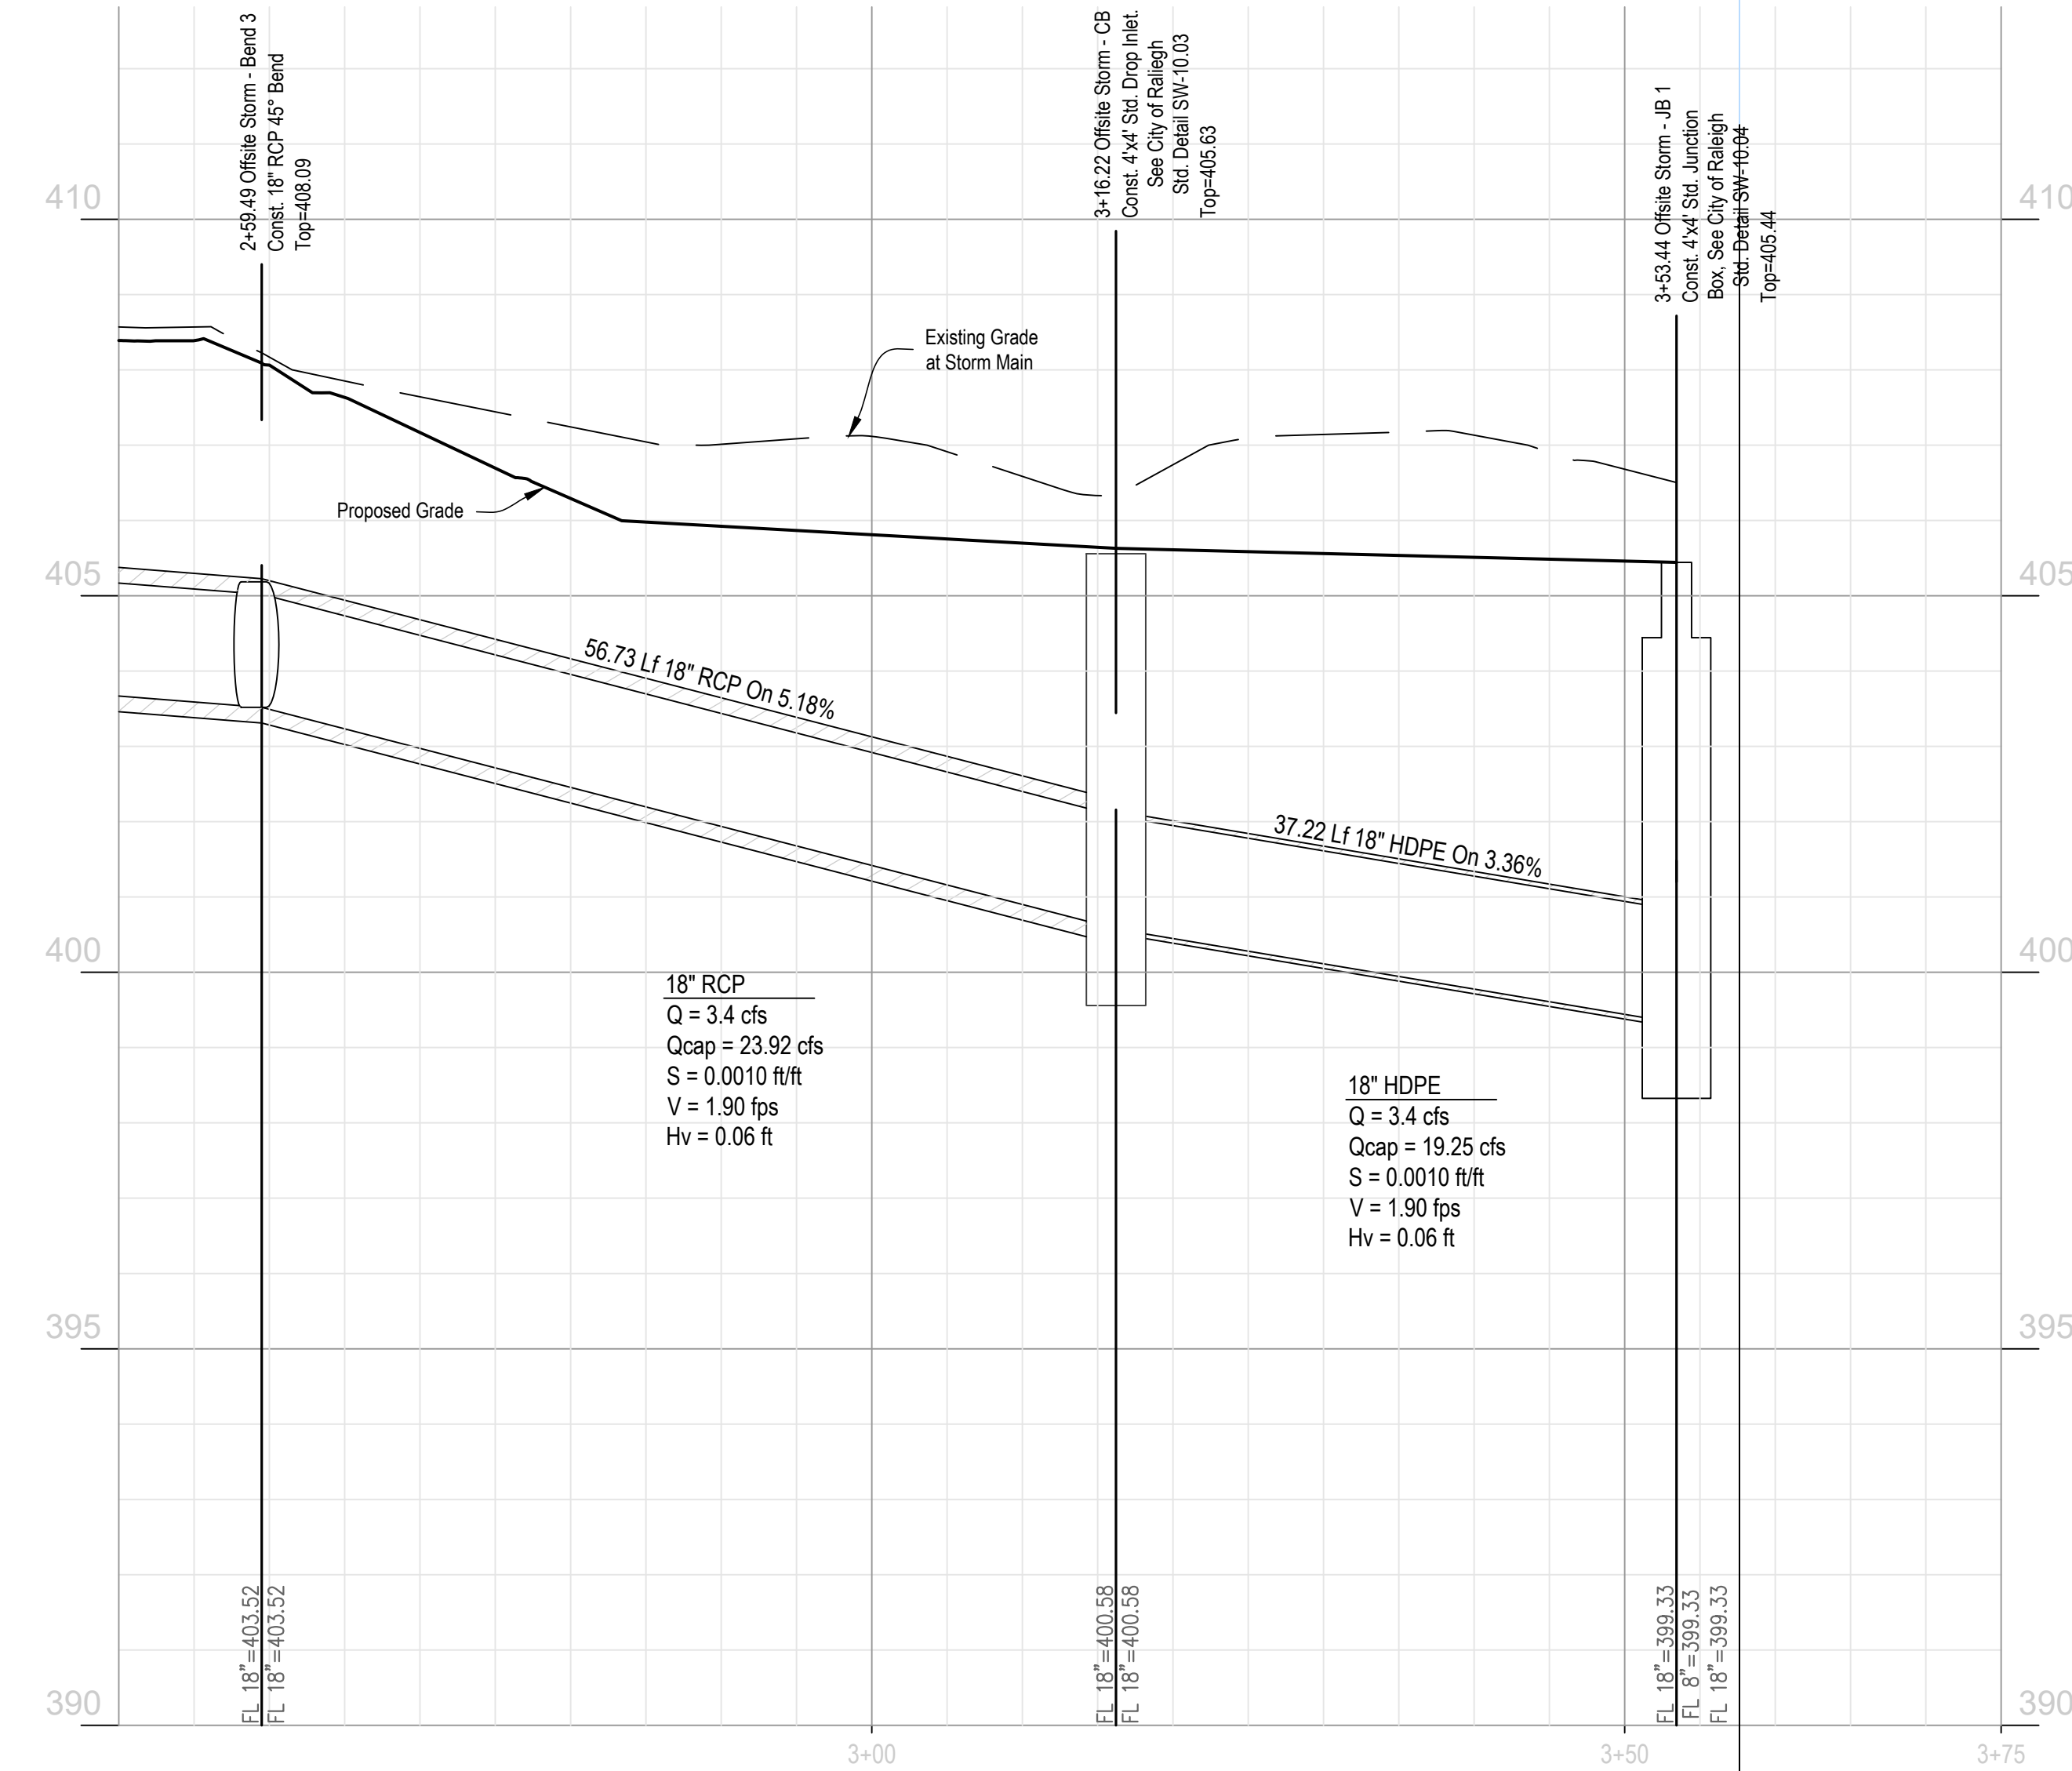 2+59.49 Offsite Storm - Bend 3
Const. 18" RCP 45° Bend
Top=408.09
3+16.22 Offsite Storm - CB
Const. 4'x4' Std. Drop Inlet.
See City of Raliegh
Std. Detail SW-10.03
Top=405.63
3+53.44 Offsite Storm - JB 1
Const. 4'x4' Std. Junction
Box, See City of Raleigh
Std. Detail SW-10.04
Top=405.44
410
410
Existing Grade
at Storm Main
Proposed Grade
405
405
56.73 Lf 18" RCP On 5.18%
37.22 Lf 18" HDPE On 3.36%
400
400
18" RCP
Q = 3.4 cfs
Qcap = 23.92 cfs
S = 0.0010 ft/ft
V = 1.90 fps
Hv = 0.06 ft
18" HDPE
Q = 3.4 cfs
Qcap = 19.25 cfs
S = 0.0010 ft/ft
V = 1.90 fps
Hv = 0.06 ft
395
395
FL 18"=403.52
FL 18"=403.52
FL 18"=400.58
FL 18"=400.58
FL 18"=399.33
FL 8"=399.33
FL 18"=399.33
390
390
3+00
3+50
3+75